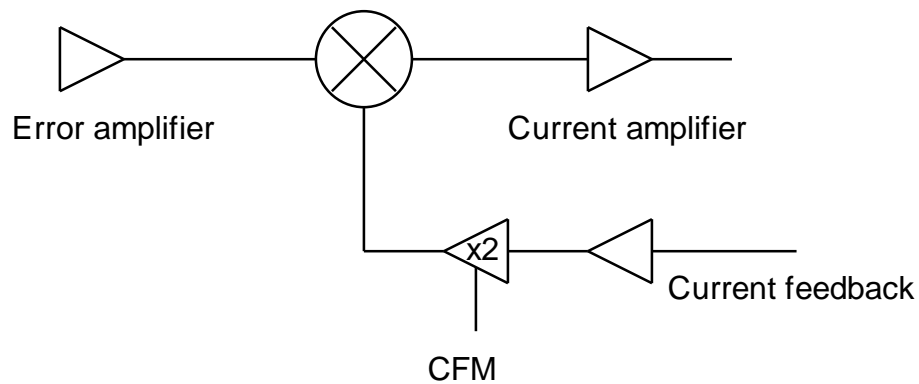 Error amplifier
Current amplifier
x2
Current feedback
CFM